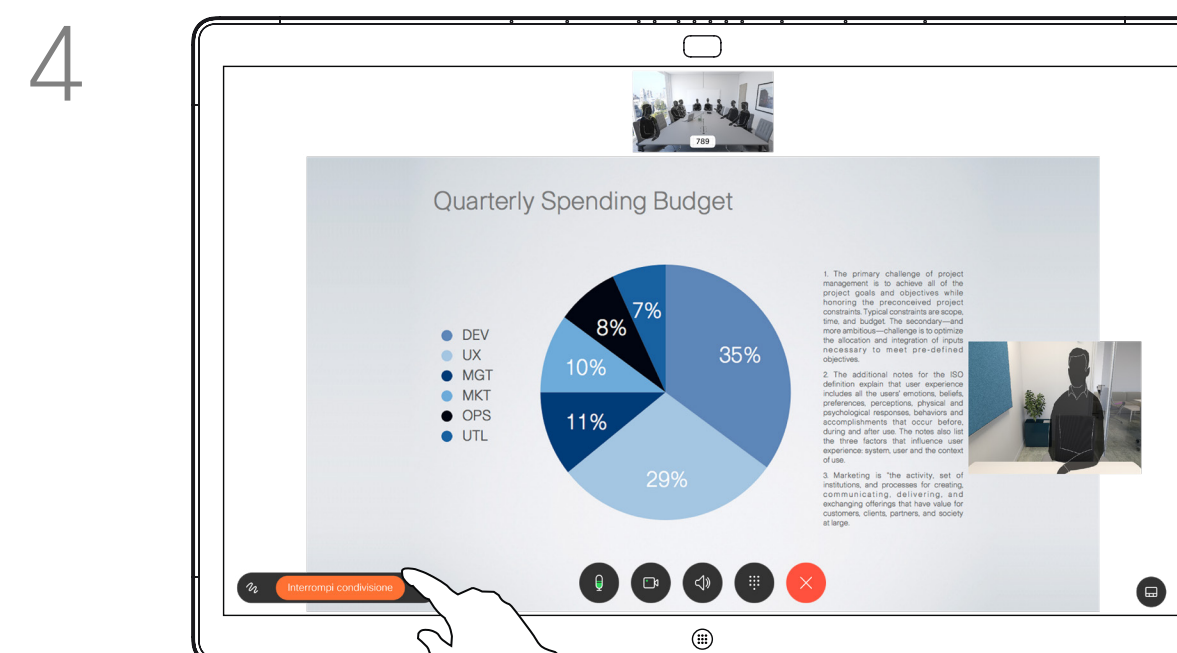 4
789
Quarterly Spending Budget
DEV
UX
MGT
MKT
OPS
UTL
7%
8%
35%
10%
11%
29%
1. The primary challenge of project
management is to achieve all of the
project goals and objectives while
honoring the preconceived project
constraints. Typical constraints are scope,
time, and budget. The secondary—and
more ambitious—challenge is to optimize
the allocation and integration of inputs
necessary to meet pre-defined
objectives.
2. The additional notes for the ISO
definition explain that user experience
includes all the users' emotions, beliefs,
preferences, perceptions, physical and
psychological responses, behaviors and
accomplishments that occur before,
during and after use. The notes also list
the three factors that influence user
experience: system, user and the context
of use.
3. Marketing is "the activity, set of
institutions, and processes for creating,
communicating, delivering, and
exchanging offerings that have value for
customers, clients, partners, and society
at large.
Interrompi condivisione